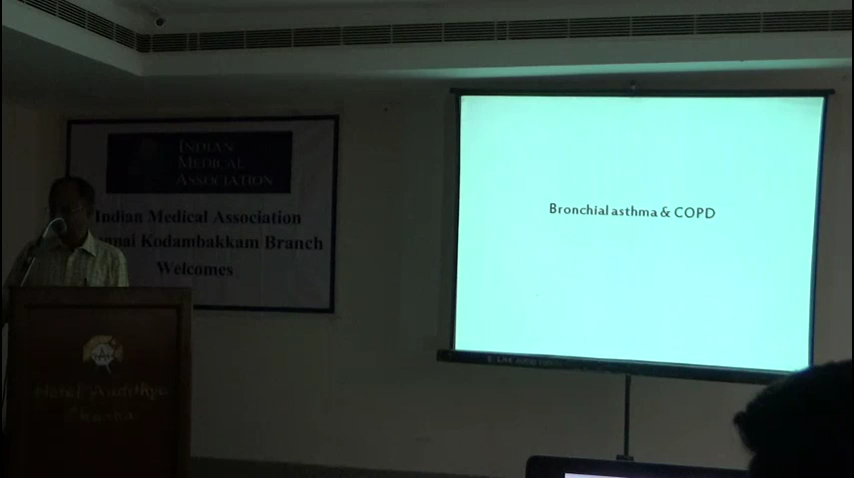 INDIAN
MEDICAL
ASSOCIATION
Indian Medical Association
Kodambakkam Branch
Welcomes
Bronchial asthma & COPD